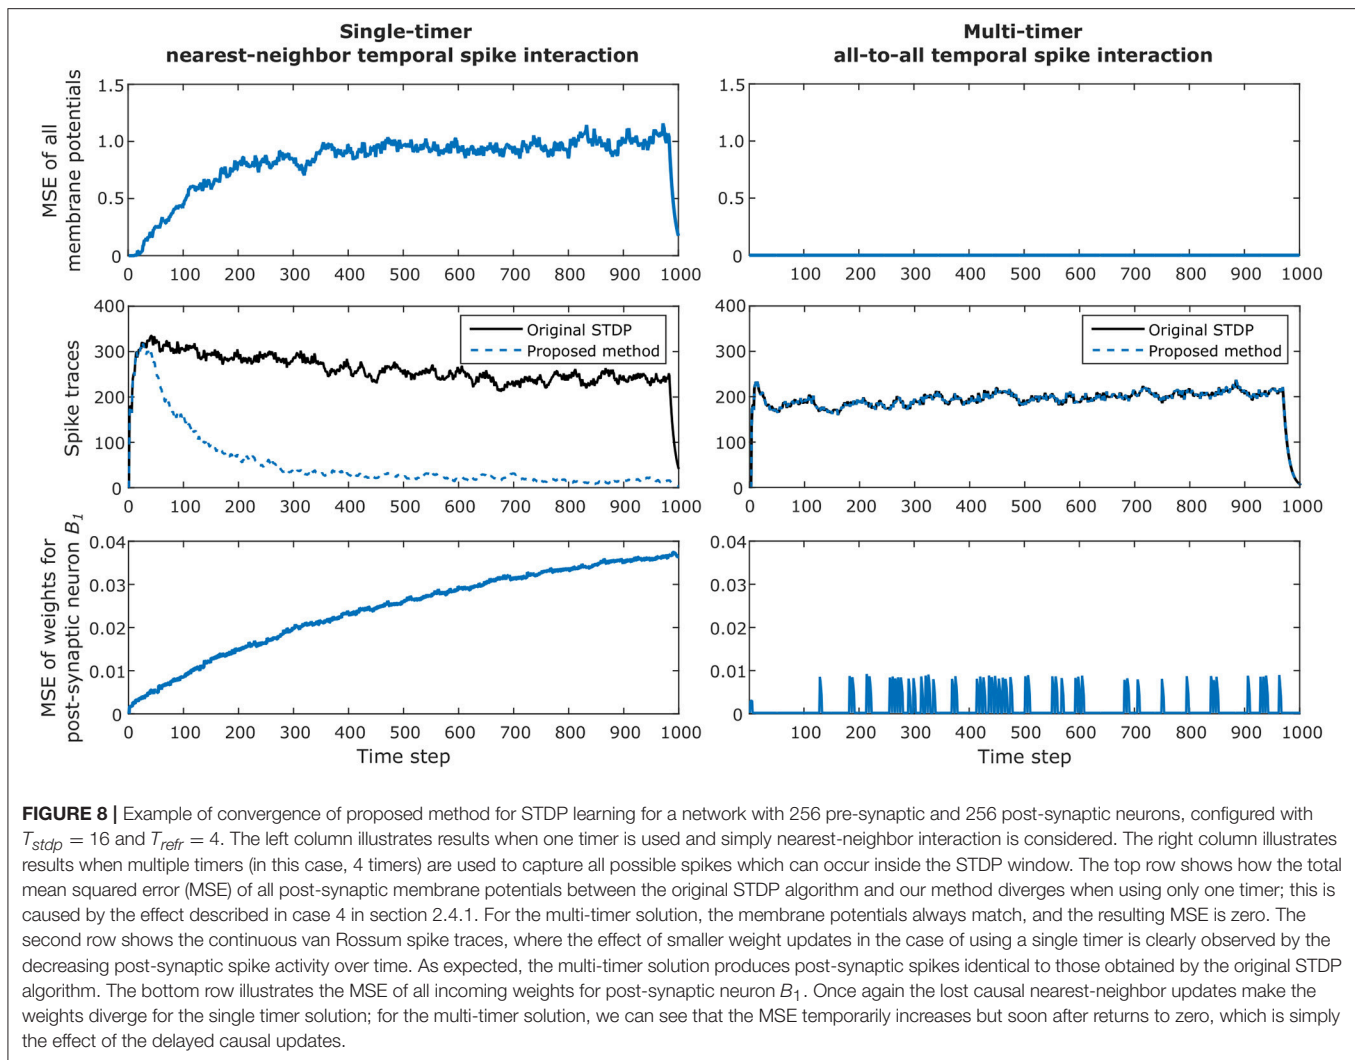 Single-timer
nearest-neighbor temporal spike interaction
Multi-timer
all-to-all temporal spike interaction
MSE of all
membrane potentials
1.5
1.0
0.5
0
0 100 200 300 400 500 600 700 800 900 1000
1.5
1.0
0.5
0
100 200 300 400 500 600 700 800 900 1000
Spike traces
400
300
200
100
0
Original STDP
Proposed method
0 100 200 300 400 500 600 700 800 900 1000
400
300
200
100
0
Original STDP
Proposed method
0 100 200 300 400 500 600 700 800 900 1000
MSE of weights for
post-synaptic neuron B1
0.04
0.03
0.02
0.01
0
0 100 200 300 400 500 600 700 800 900 1000
Time step
0.04
0.03
0.02
0.01
0
100 200 300 400 500 600 700 800 900 1000
Time step
FIGURE 8 | Example of convergence of proposed method for STDP learning for a network with 256 pre-synaptic and 256 post-synaptic neurons, configured with
Tstdp = 16 and Trefr = 4. The left column illustrates results when one timer is used and simply nearest-neighbor interaction is considered. The right column illustrates
results when multiple timers (in this case, 4 timers) are used to capture all possible spikes which can occur inside the STDP window. The top row shows how the total
mean squared error (MSE) of all post-synaptic membrane potentials between the original STDP algorithm and our method diverges when using only one timer; this is
caused by the effect described in case 4 in section 2.4.1. For the multi-timer solution, the membrane potentials always match, and the resulting MSE is zero. The
second row shows the continuous van Rossum spike traces, where the effect of smaller weight updates in the case of using a single timer is clearly observed by the
decreasing post-synaptic spike activity over time. As expected, the multi-timer solution produces post-synaptic spikes identical to those obtained by the original STDP
algorithm. The bottom row illustrates the MSE of all incoming weights for post-synaptic neuron B1. Once again the lost causal nearest-neighbor updates make the
weights diverge for the single timer solution; for the multi-timer solution, we can see that the MSE temporarily increases but soon after returns to zero, which is simply
the effect of the delayed causal updates.